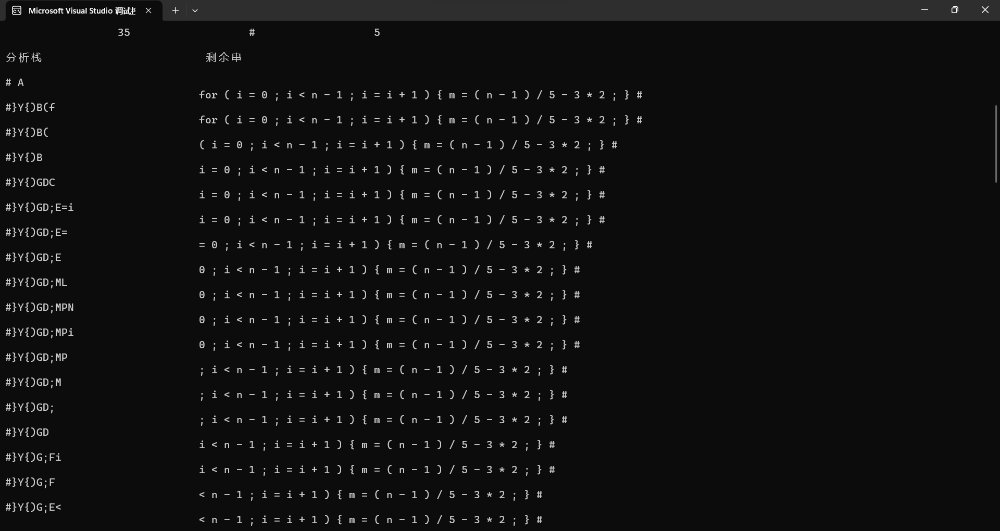 Microsoft Visual Studio 调试
35 # 5
分析栈 剩余串
# A
for ( i = 0 ; i < n - 1 ; i = i + 1 ) { m = ( n - 1 ) / 5 - 3 * 2 ; } #
#}Y{)B(f
for ( i = 0 ; i < n - 1 ; i = i + 1 ) { m = ( n - 1 ) / 5 - 3 * 2 ; } #
#}Y{)B(
( i = 0 ; i < n - 1 ; i = i + 1 ) { m = ( n - 1 ) / 5 - 3 * 2 ; } #
#}Y{)B
i = 0 ; i < n - 1 ; i = i + 1 ) { m = ( n - 1 ) / 5 - 3 * 2 ; } #
#}Y{)GDC
i = 0 ; i < n - 1 ; i = i + 1 ) { m = ( n - 1 ) / 5 - 3 * 2 ; } #
#}Y{)GD;E=i
i = 0 ; i < n - 1 ; i = i + 1 ) { m = ( n - 1 ) / 5 - 3 * 2 ; } #
#}Y{)GD;E=
= 0 ; i < n - 1 ; i = i + 1 ) { m = ( n - 1 ) / 5 - 3 * 2 ; } #
#}Y{)GD;E
0 ; i < n - 1 ; i = i + 1 ) { m = ( n - 1 ) / 5 - 3 * 2 ; } #
#}Y{)GD;ML
0 ; i < n - 1 ; i = i + 1 ) { m = ( n - 1 ) / 5 - 3 * 2 ; } #
#}Y{)GD;MPN
0 ; i < n - 1 ; i = i + 1 ) { m = ( n - 1 ) / 5 - 3 * 2 ; } #
#}Y{)GD;MPi
0 ; i < n - 1 ; i = i + 1 ) { m = ( n - 1 ) / 5 - 3 * 2 ; } #
#}Y{)GD;MP
; i < n - 1 ; i = i + 1 ) { m = ( n - 1 ) / 5 - 3 * 2 ; } #
#}Y{)GD;M
; i < n - 1 ; i = i + 1 ) { m = ( n - 1 ) / 5 - 3 * 2 ; } #
#}Y{)GD;
; i < n - 1 ; i = i + 1 ) { m = ( n - 1 ) / 5 - 3 * 2 ; } #
#}Y{)GD
i < n - 1 ; i = i + 1 ) { m = ( n - 1 ) / 5 - 3 * 2 ; } #
#}Y{)G;Fi
i < n - 1 ; i = i + 1 ) { m = ( n - 1 ) / 5 - 3 * 2 ; } #
#}Y{)G;F
< n - 1 ; i = i + 1 ) { m = ( n - 1 ) / 5 - 3 * 2 ; } #
#}Y{)G;E<
< n - 1 ; i = i + 1 ) { m = ( n - 1 ) / 5 - 3 * 2 ; } #